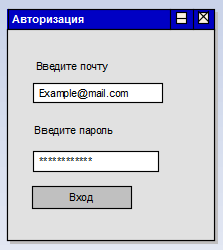 Авторизация
Введите почту
Example@mail.com
Введите пароль
************
Вход